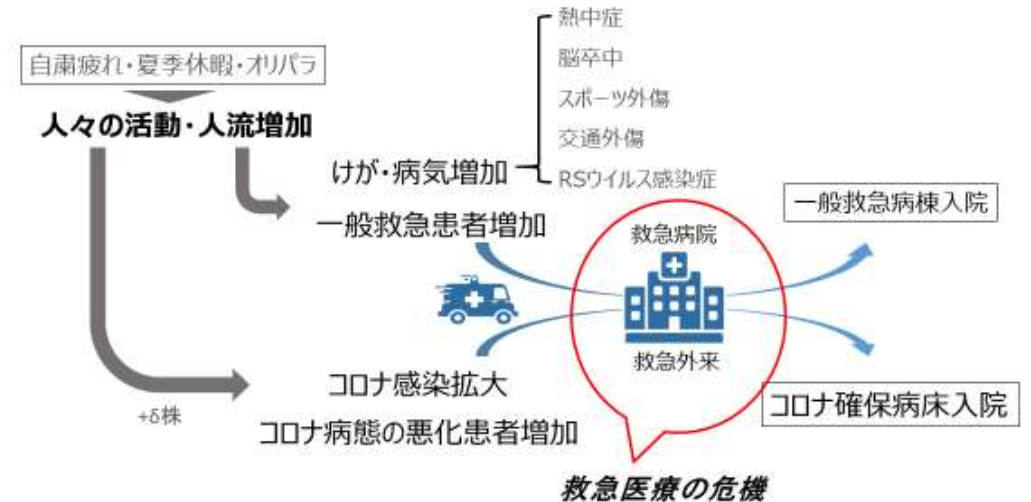 自粛疲れ・夏季休暇・オリパラ
人々の活動・人流増加
けが・病気増加
熱中症
脳卒中
スポーツ外傷
交通外傷
RSウイルス感染症
一般救急患者増加
救急病院
救急外来
一般救急病棟入院
+δ株
コロナ感染拡大
コロナ病態の悪化患者増加
コロナ確保病床入院
救急医療の危機